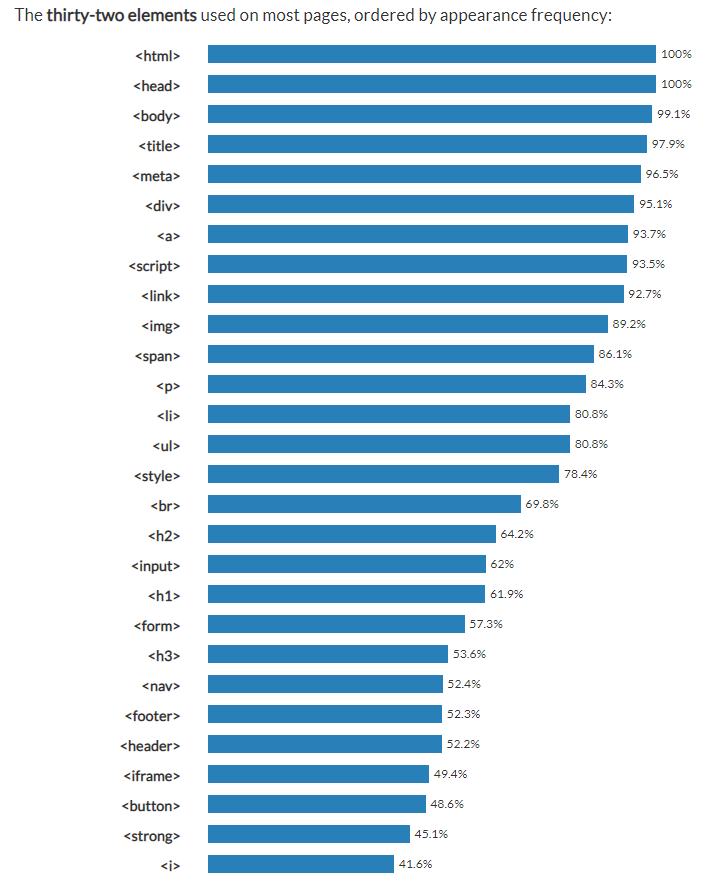 The thirty-two elements used on most pages, ordered by appearance frequency:
<html> 100%
<head> 100%
<body> 99.1%
<title> 97.9%
<meta> 96.5%
<div> 95.1%
<a> 93.7%
<script> 93.5%
<link> 92.7%
<img> 89.2%
<span> 86.1%
<p> 84.3%
<li> 80.8%
<ul> 80.8%
<style> 78.4%
<br> 69.8%
<h2> 64.2%
<input> 62%
<h1> 61.9%
<form> 57.3%
<h3> 53.6%
<nav> 52.4%
<footer> 52.3%
<header> 52.2%
<iframe> 49.4%
<button> 48.6%
<strong> 45.1%
<i> 41.6%